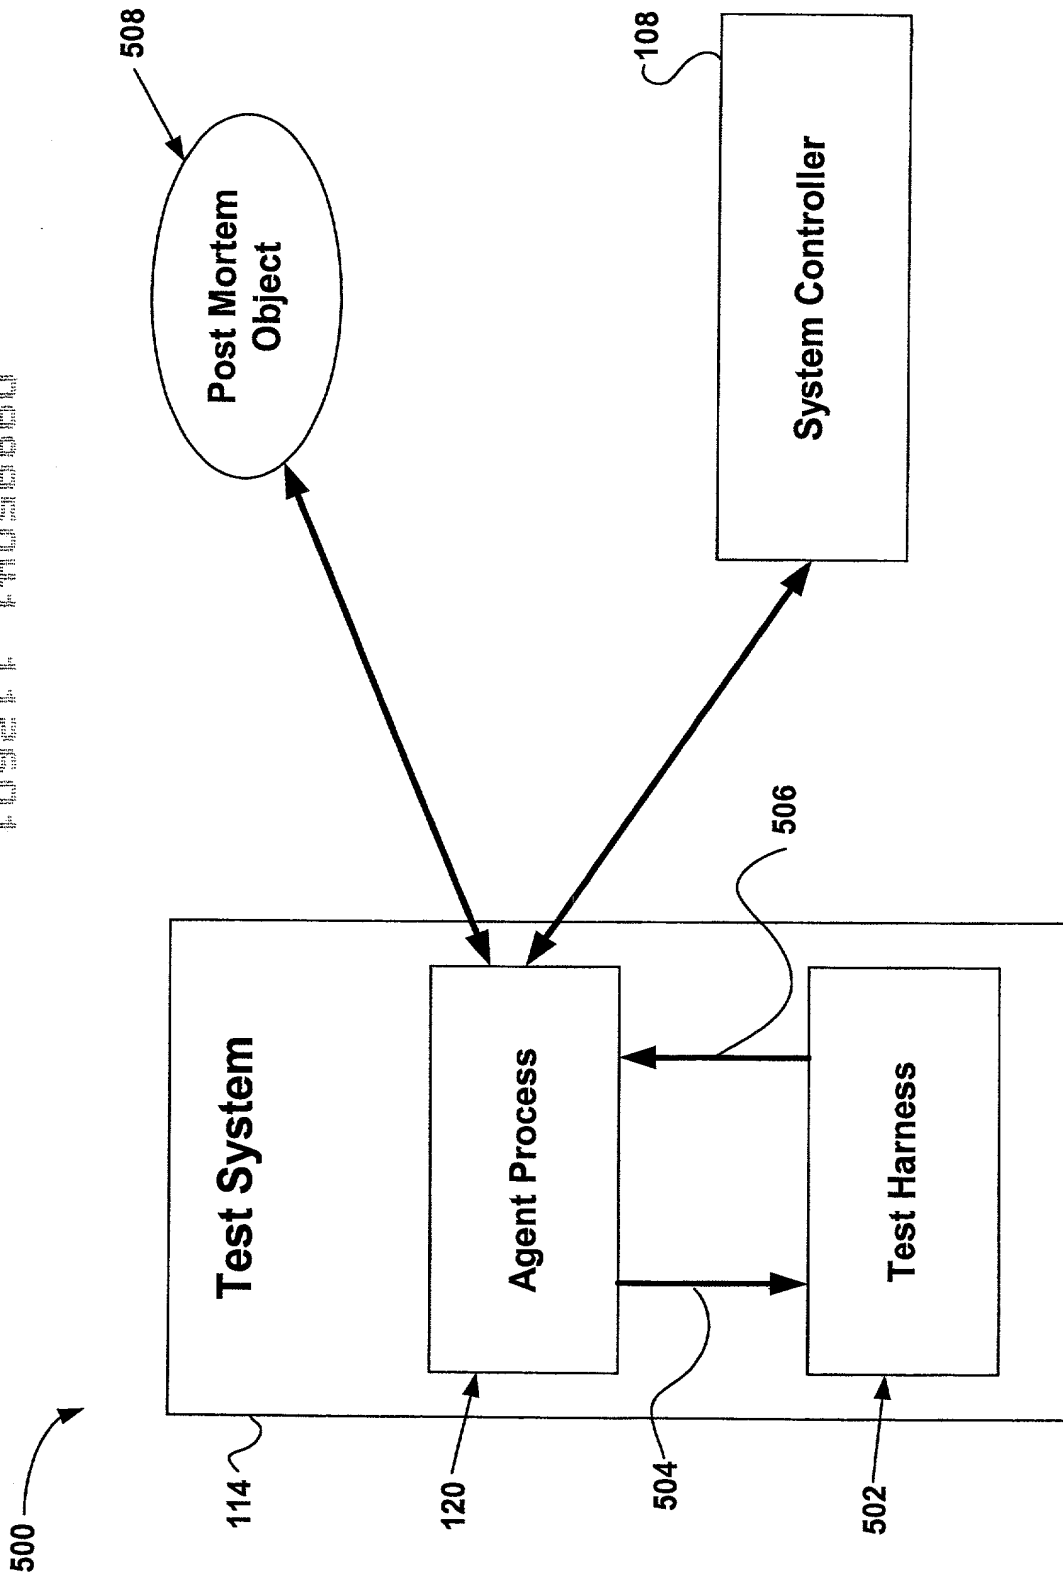 500
114
Test System
120
Agent Process
504
506
502
Test Harness
508
Post Mortem
Object
108
System Controller